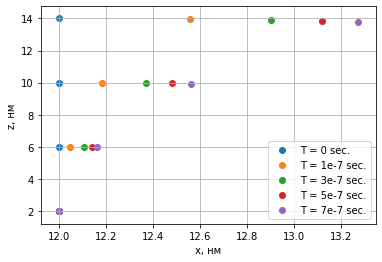 14
12
10
8
6
4
2
z, нм
T = 0 sec.
T = 1e-7 sec.
T = 3e-7 sec.
T = 5e-7 sec.
T = 7e-7 sec.
12.0 12.2 12.4 12.6 12.8 13.0 13.2
x, нм